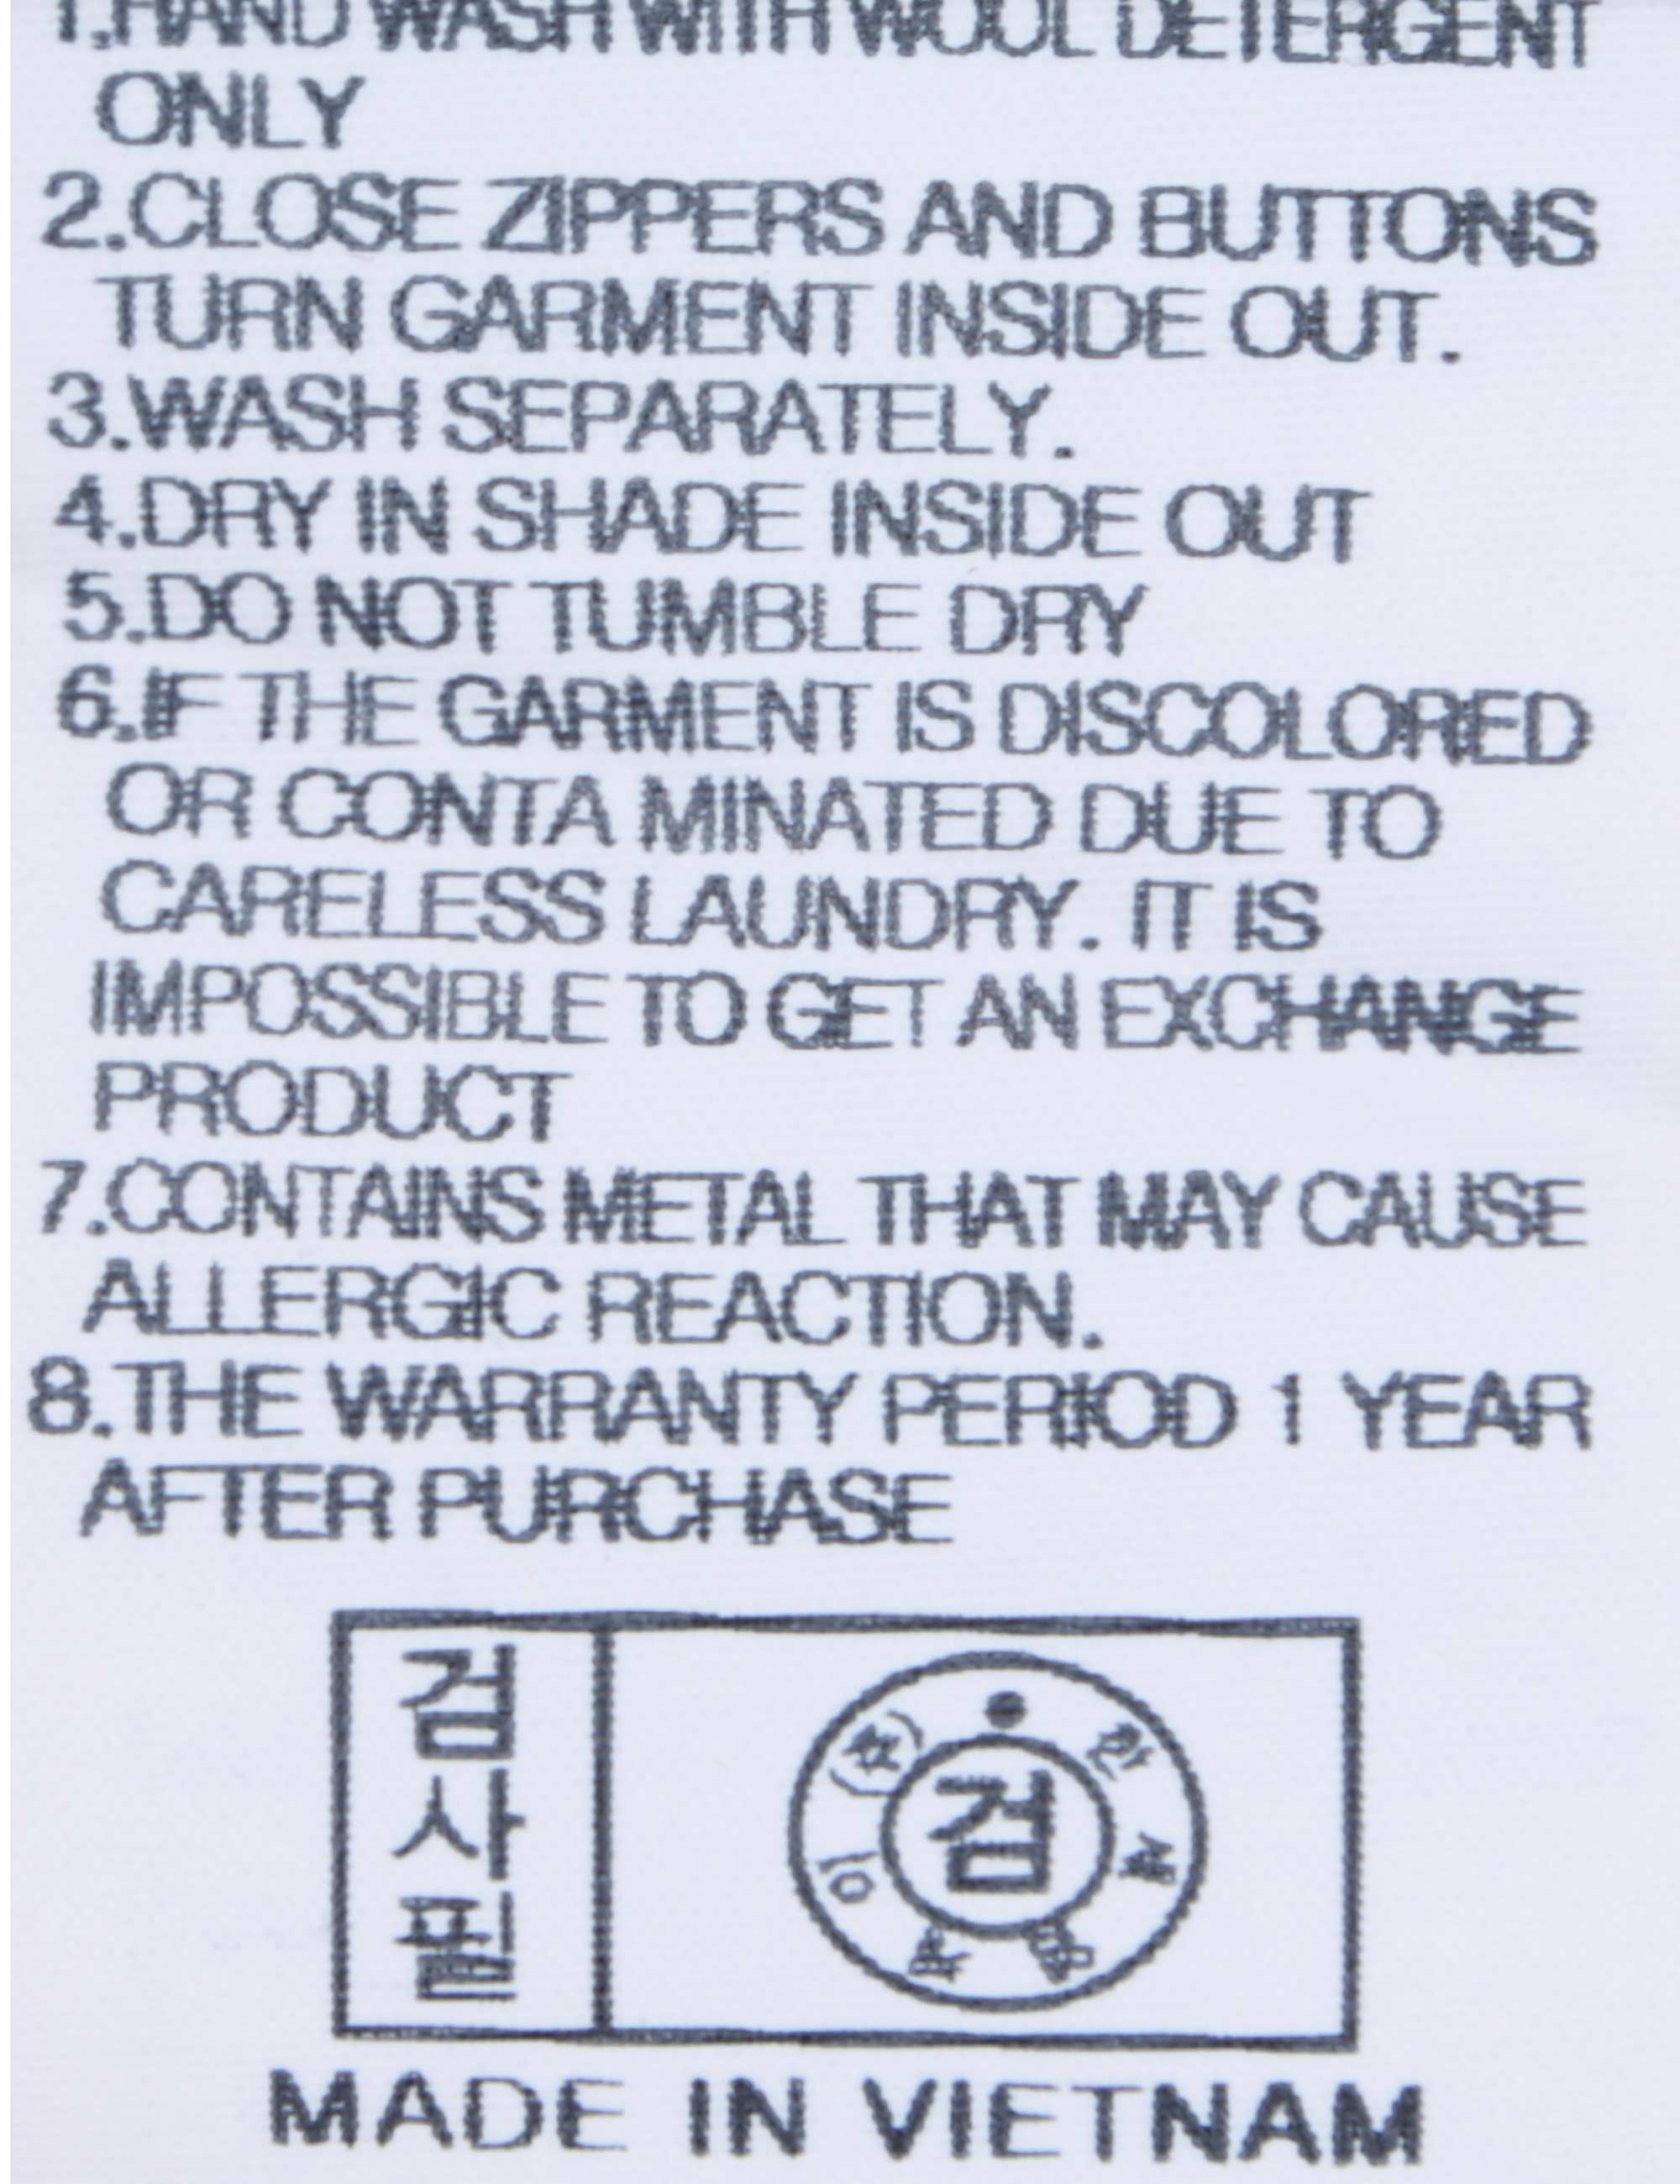 1.HAND WASH WITH WOOL DETERGENT
ONLY
2.CLOSE ZIPPERS AND BUTTONS
TURN GARMENT INSIDE OUT.
3.WASH SEPARATELY.
4.DRY IN SHADE INSIDE OUT
5.DO NOT TUMBLE DRY
6.IF THE GARMENT IS DISCOLORED
OR CONTA MINATED DUE TO
CARELESS LAUNDRY. IT IS
IMPOSSIBLE TO GET AN EXCHANGE
PRODUCT
7.CONTAINS METAL THAT MAY CAUSE
ALLERGIC REACTION.
8.THE WARRANTY PERIOD 1 YEAR
AFTER PURCHASE
검
사
필
(주)
검
MADE IN VIETNAM